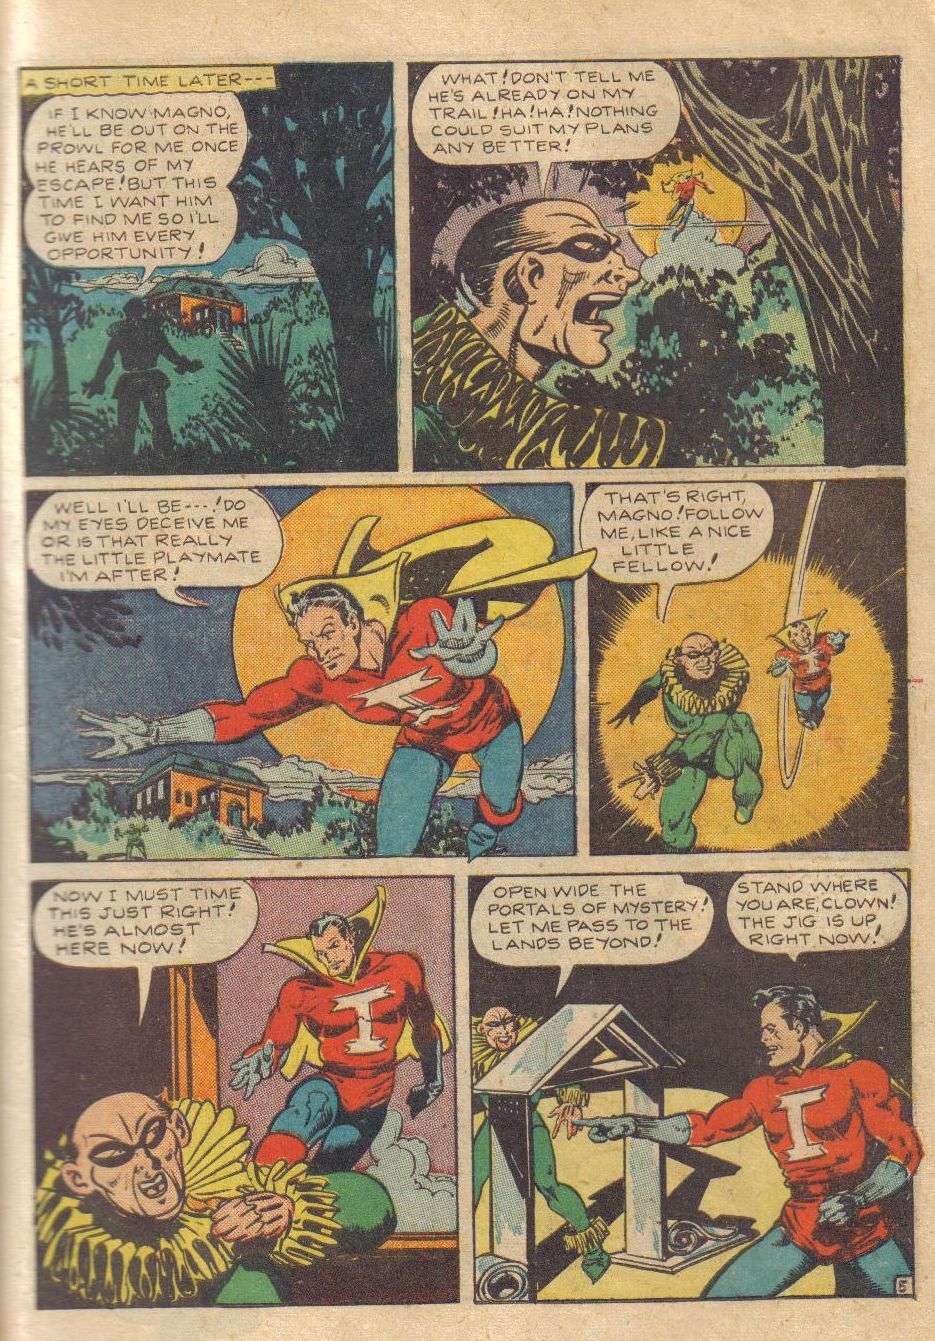 A SHORT TIME LATER---
IF I KNOW MAGNO,
HE'LL BE OUT ON THE
PROWL FOR ME ONCE
HE HEARS OF MY
ESCAPE! BUT THIS
TIME I WANT HIM
TO FIND ME SO I'LL
GIVE HIM EVERY
OPPORTUNITY!
WHAT! DON'T TELL ME
HE'S ALREADY ON MY
TRAIL! HA! HA! HA! NOTHING
COULD SUIT MY PLANS
ANY BETTER!
WELL I'LL BE---! DO
MY EYES DECEIVE ME
OR IS THAT REALLY
THE LITTLE PLAYMATE
I'M AFTER!
THAT'S RIGHT,
MAGNO! FOLLOW
ME, LIKE A NICE
LITTLE
FELLOW!
I
NOW I MUST TIME
THIS JUST RIGHT!
HE'S ALMOST
HERE NOW!
I
OPEN WIDE THE
PORTALS OF MYSTERY!
LET ME PASS TO THE
LANDS BEYOND!
STAND WHERE
YOU ARE, CLOWN!
THE JIG IS UP,
RIGHT NOW!
I
5